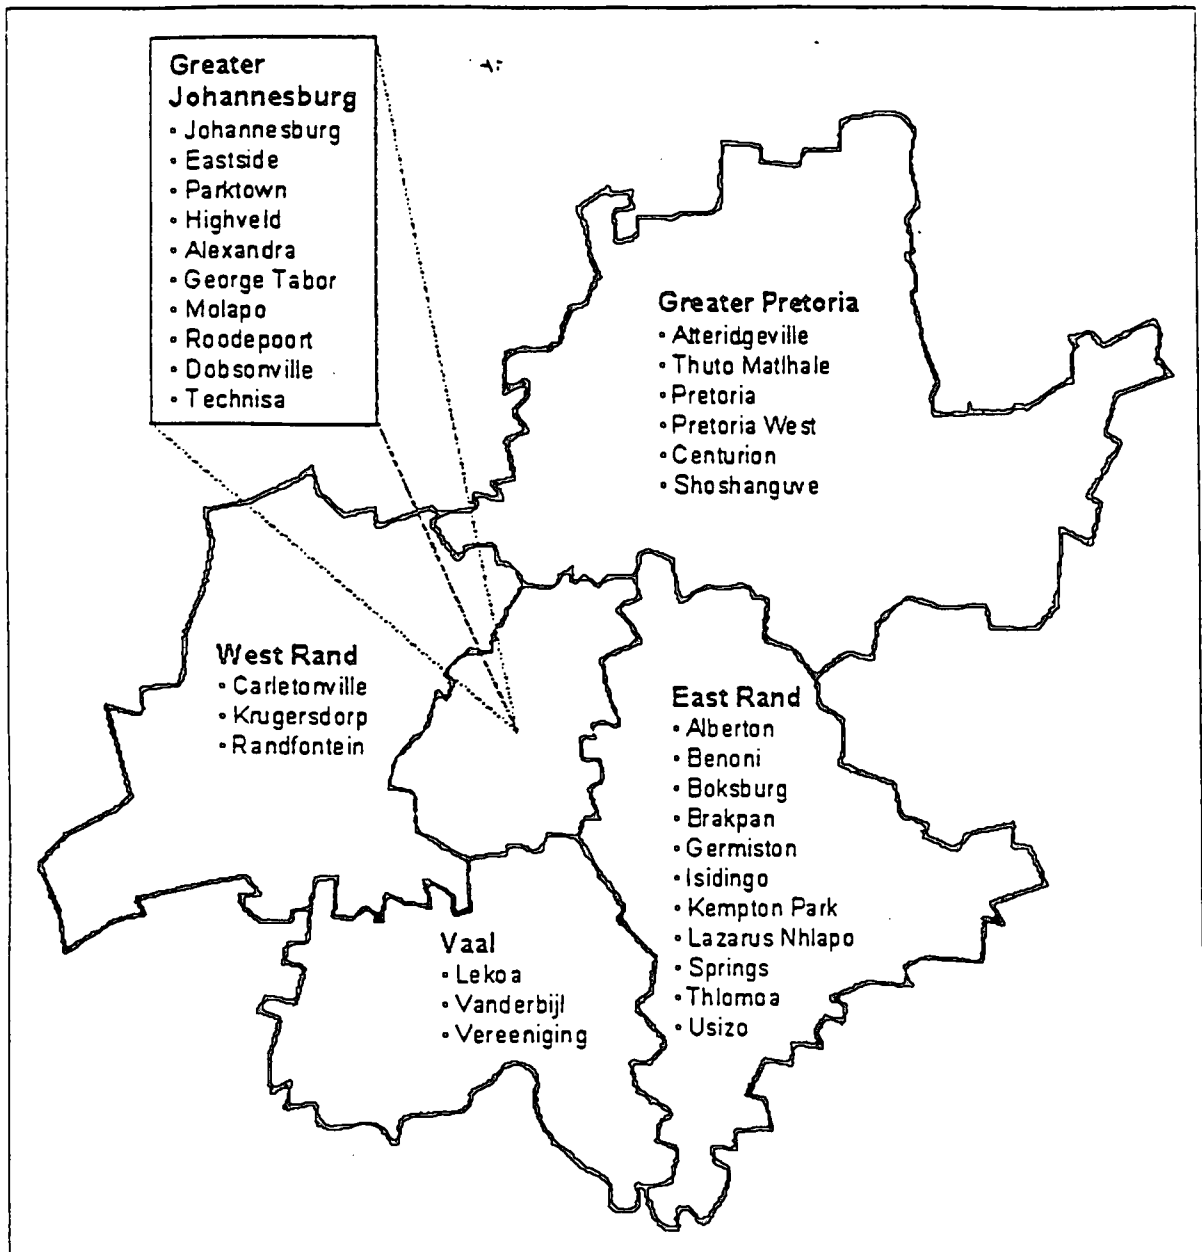 Greater
Johannesburg
• Johannesburg
• Eastside
• Parktown
• Highveld
• Alexandra
• George Tabor
• Molapo
• Roodepoort
• Dobsonville
• Technisa
Greater Pretoria
• Atteridgeville
• Thuto Matlhale
• Pretoria
• Pretoria West
• Centurion
• Shoshanguve
West Rand
• Carletonville
• Krugersdorp
• Randfontein
East Rand
• Alberton
• Benoni
• Boksburg
• Brakpan
• Germiston
• Isidingo
• Kempton Park
• Lazarus Nhlapo
• Springs
• Thlomoa
• Usizo
Vaal
• Lekoa
• Vanderbijl
• Vereeniging